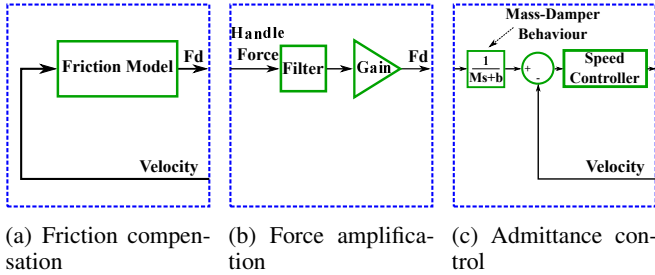 Friction Model
Fd
Velocity
Handle
Force
Filter
Gain
Fd
Mass-Damper
Behaviour
1
Ms+b
+
-
Speed
Controller
Velocity
(a) Friction compen-
sation
(b) Force amplifica-
tion
(c) Admittance con-
trol